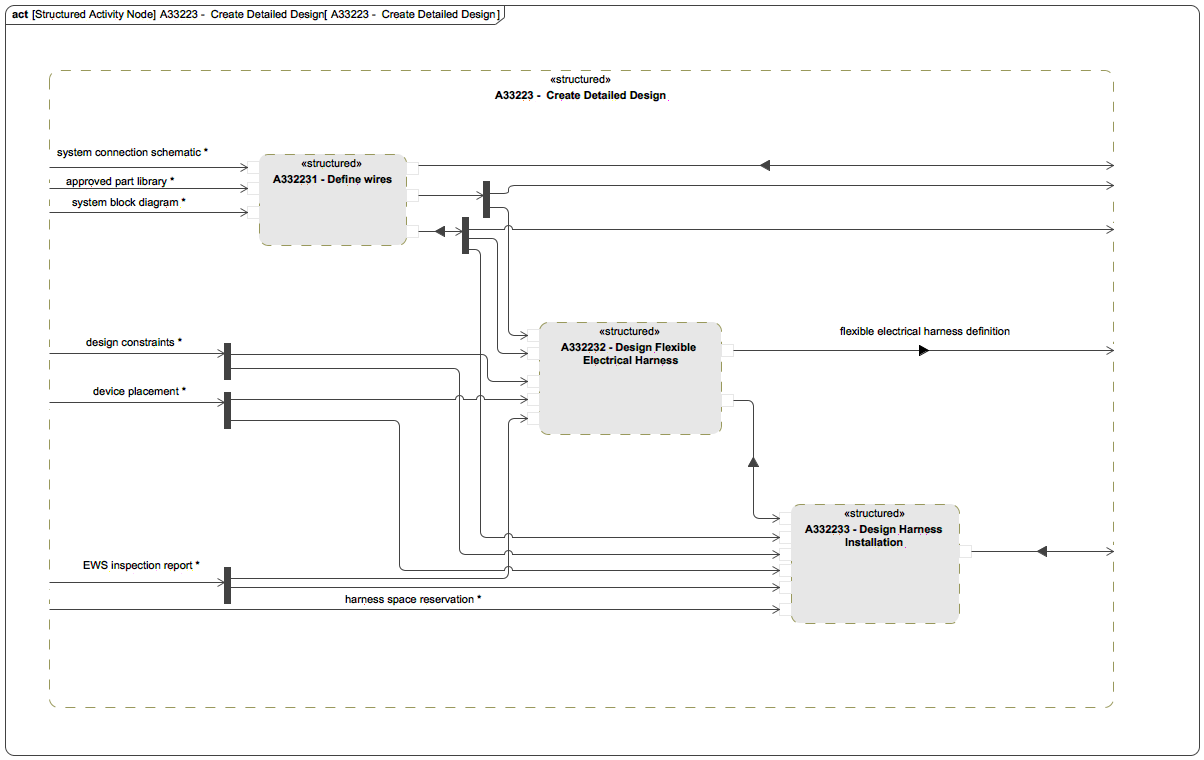 act [Structured Activity Node] A33223 - Create Detailed Design[ A33223 - Create Detailed Design]
«structured»
A33223 - Create Detailed Design
system connection schematic *
approved part library *
system block diagram *
«structured»
A332231 - Define wires
design constraints *
device placement *
«structured»
A332232 - Design Flexible
Electrical Harness
flexible electrical harness definition
«structured»
A332233 - Design Harness
Installation
EWS inspection report *
harness space reservation *